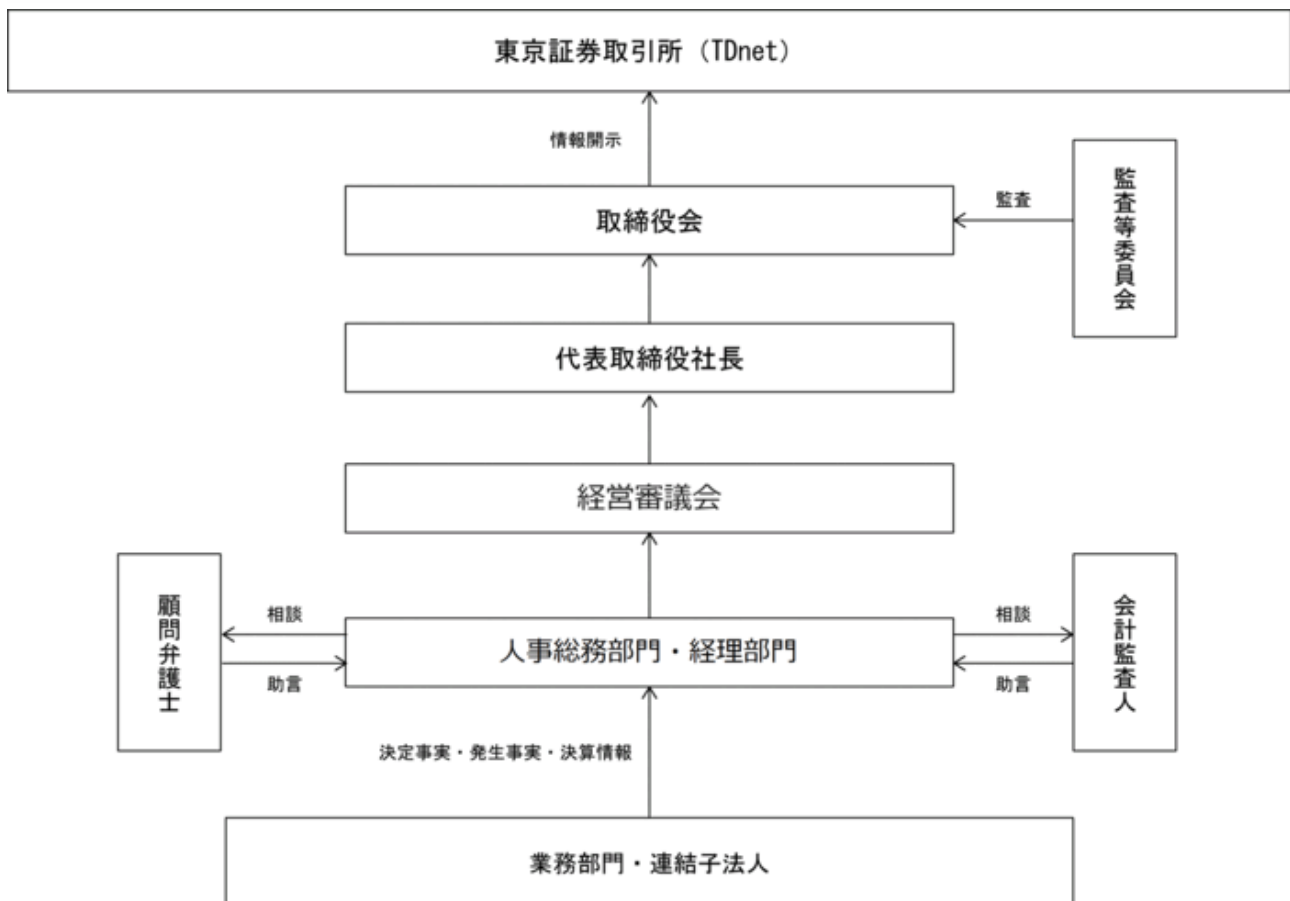 東京証券取引所（TDnet）
情報開示
取締役会
監査
監査等委員会
代表取締役社長
経営審議会
顧問弁護士
相談
助言
人事総務部門・経理部門
相談
助言
会計監査人
決定事実・発生事実・決算情報
業務部門・連結子法人